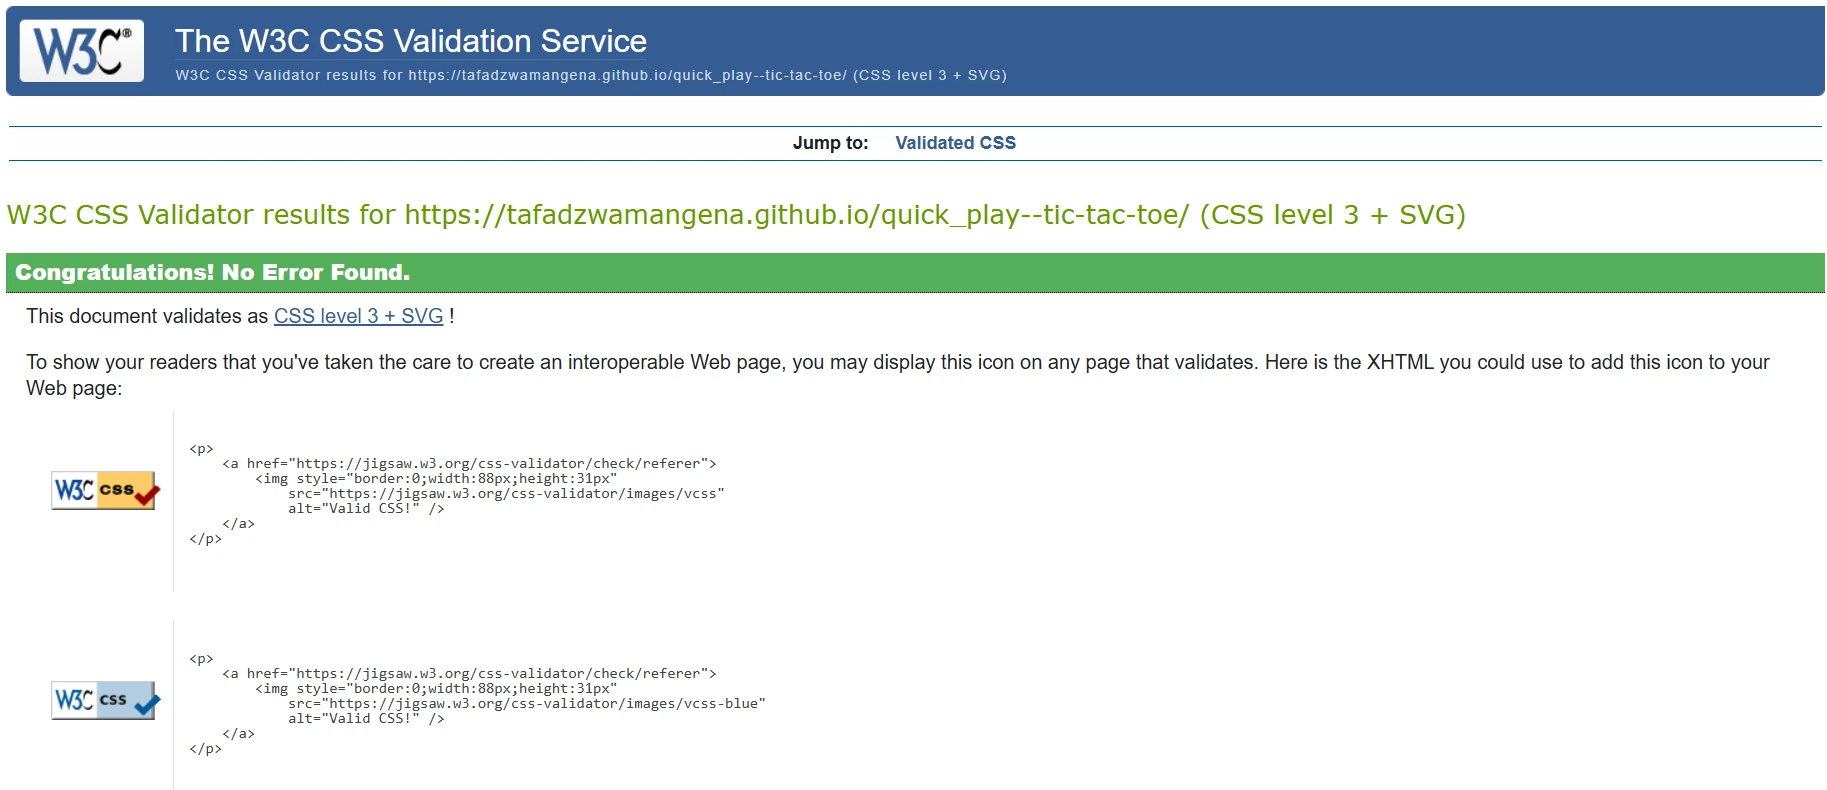 W3C®
The W3C CSS Validation Service
W3C CSS Validator results for https://tafadzwamangena.github.io/quick_play--tic-tac-toe/ (CSS level 3 + SVG)
Jump to: Validated CSS
W3C CSS Validator results for https://tafadzwamangena.github.io/quick_play--tic-tac-toe/ (CSS level 3 + SVG)
Congratulations! No Error Found.
This document validates as CSS level 3 + SVG !
To show your readers that you've taken the care to create an interoperable Web page, you may display this icon on any page that validates. Here is the XHTML you could use to add this icon to your
Web page:
W3C css
<p>
    <a href="https://jigsaw.w3.org/css-validator/check/referer">
        <img style="border:0;width:88px;height:31px"
            src="https://jigsaw.w3.org/css-validator/images/vcss"
            alt="Valid CSS!" />
    </a>
</p>
W3C css
<p>
    <a href="https://jigsaw.w3.org/css-validator/check/referer">
        <img style="border:0;width:88px;height:31px"
            src="https://jigsaw.w3.org/css-validator/images/vcss-blue"
            alt="Valid CSS!" />
    </a>
</p>